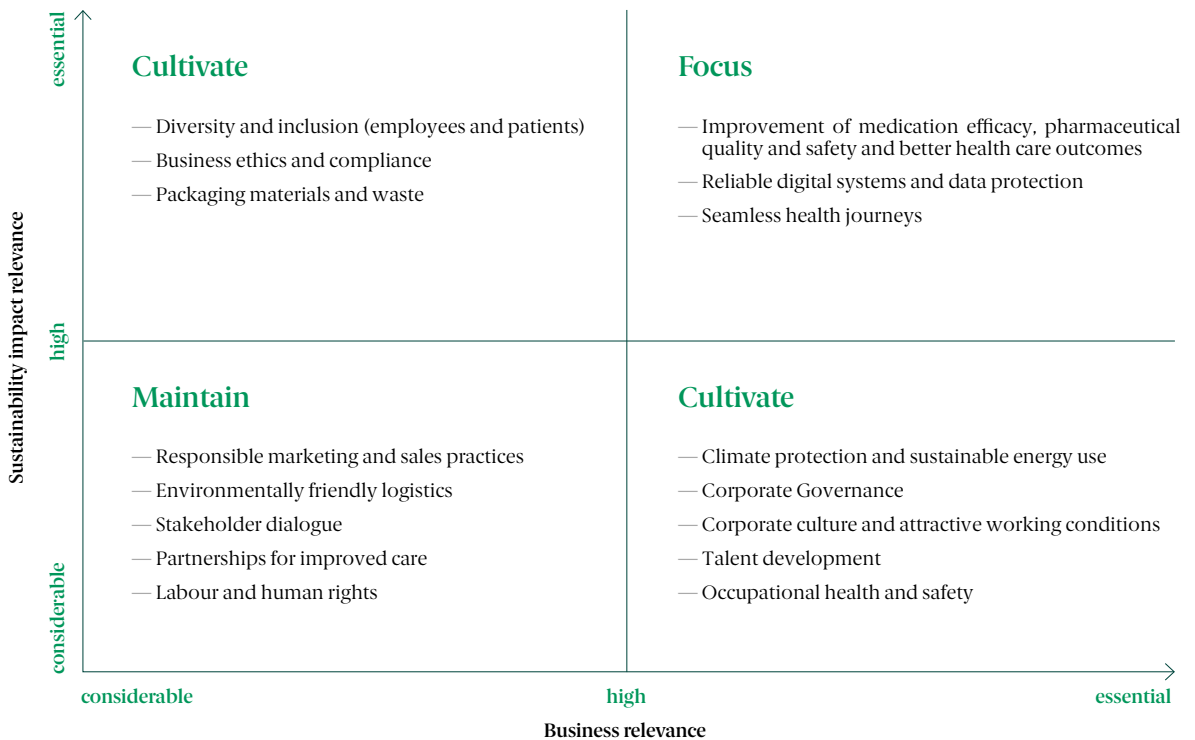 Sustainability impact relevance
essential
high
considerable
Cultivate
— Diversity and inclusion (employees and patients)
— Business ethics and compliance
— Packaging materials and waste
Focus
— Improvement of medication efficacy, pharmaceutical
quality and safety and better health care outcomes
— Reliable digital systems and data protection
— Seamless health journeys
Maintain
— Responsible marketing and sales practices
— Environmentally friendly logistics
— Stakeholder dialogue
— Partnerships for improved care
— Labour and human rights
Cultivate
— Climate protection and sustainable energy use
— Corporate Governance
— Corporate culture and attractive working conditions
— Talent development
— Occupational health and safety
considerable
high
essential
Business relevance